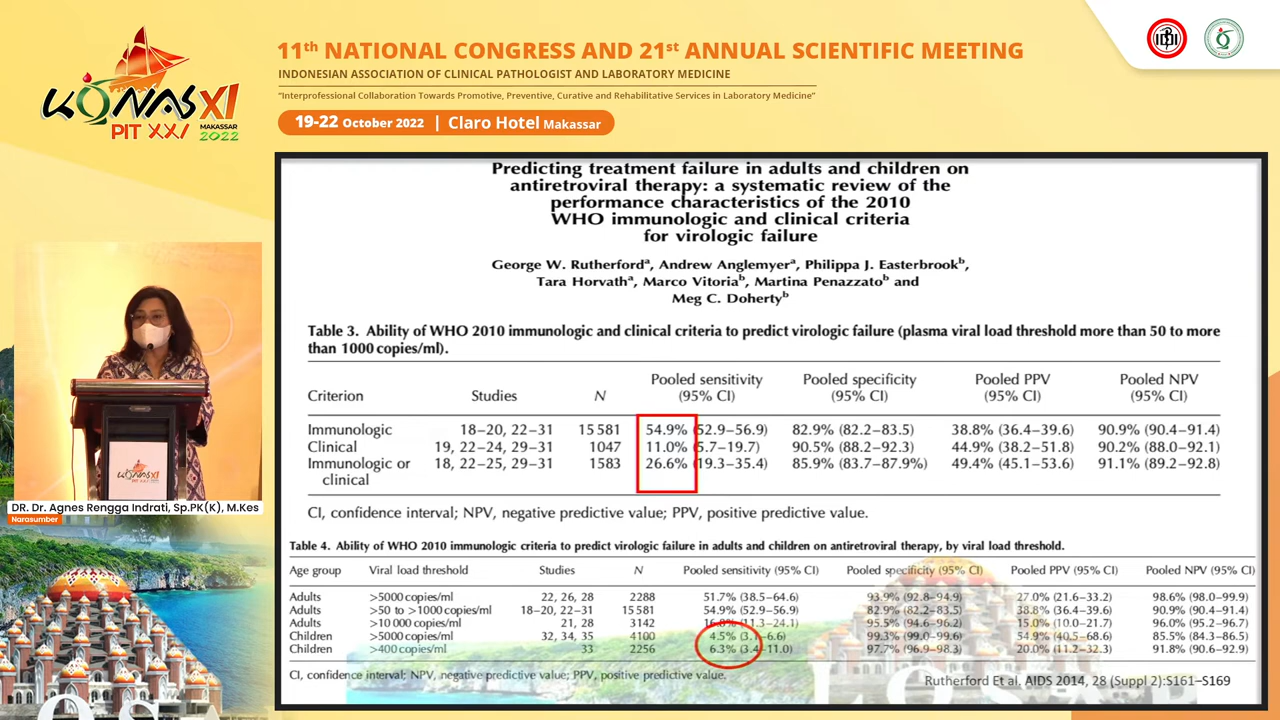 11th NATIONAL CONGRESS AND 21st ANNUAL SCIENTIFIC MEETING
INDONESIAN ASSOCIATION OF CLINICAL PATHOLOGIST AND LABORATORY MEDICINE
"Interprofessional Collaboration Towards Promotive, Preventive, Curative and Rehabilitative Services in Laboratory Medicine"
19-22 October 2022 | Claro Hotel Makassar
KONAS XI
PIT XXI MAKASSAR 2022
IDI
Predicting treatment failure in adults and children on
antiretroviral therapy: a systematic review of the
performance characteristics of the 2010
WHO immunologic and clinical criteria
for virologic failure
George W. Rutherfordᵃ, Andrew Anglemyerᵃ, Philippa J. Easterbrookᵇ,
Tara Horvathᵃ, Marco Vitoriaᵇ, Martina Penazzatoᵇ and
Meg C. Dohertyᵇ
Table 3. Ability of WHO 2010 immunologic and clinical criteria to predict virologic failure (plasma viral load threshold more than 50 to more
than 1000 copies/ml).
Criterion Studies N Pooled sensitivity (95% CI) Pooled specificity (95% CI) Pooled PPV (95% CI) Pooled NPV (95% CI)
Immunologic 18–20, 22–31 15 581 54.9% (52.9–56.9) 82.9% (82.2–83.5) 38.8% (36.4–39.6) 90.9% (90.4–91.4)
Clinical 19, 22–24, 29–31 1047 11.0% (5.7–19.7) 90.5% (88.2–92.3) 44.9% (38.2–51.8) 90.2% (88.0–92.1)
Immunologic or 18, 22–25, 29–31 1583 26.6% (19.3–35.4) 85.9% (83.7–87.9%) 49.4% (45.1–53.6) 91.1% (89.2–92.8)
clinical
CI, confidence interval; NPV, negative predictive value; PPV, positive predictive value.
Table 4. Ability of WHO 2010 immunologic criteria to predict virologic failure in adults and children on antiretroviral therapy, by viral load threshold.
Age group Viral load threshold Studies N Pooled sensitivity (95% CI) Pooled specificity (95% CI) Pooled PPV (95% CI) Pooled NPV (95% CI)
Adults >5000 copies/ml 22, 26, 28 2288 51.7% (38.5–64.6) 93.9% (92.8–94.9) 27.0% (21.6–33.2) 98.6% (98.0–99.9)
Adults >50 to >1000 copies/ml 18–20, 22–31 15 581 54.9% (52.9–56.9) 82.9% (82.2–83.5) 38.8% (36.4–39.6) 90.9% (90.4–91.4)
Adults >10 000 copies/ml 21, 28 3142 16.8% (11.3–24.1) 95.5% (94.6–96.2) 15.0% (10.0–21.7) 96.0% (95.2–96.7)
Children >5000 copies/ml 32, 34, 35 4100 4.5% (3.1–6.6) 99.3% (99.0–99.6) 54.9% (40.5–68.6) 85.5% (84.3–86.5)
Children >400 copies/ml 33 2256 6.3% (3.4–11.0) 97.7% (96.9–98.3) 20.0% (11.2–32.3) 91.8% (90.6–92.9)
CI, confidence interval; NPV, negative predictive value; PPV, positive predictive value.
Rutherford Et al. AIDS 2014, 28 (Suppl 2):S161–S169
DR. Dr. Agnes Rengga Indrati, Sp.PK(K), M.Kes
Narasumber